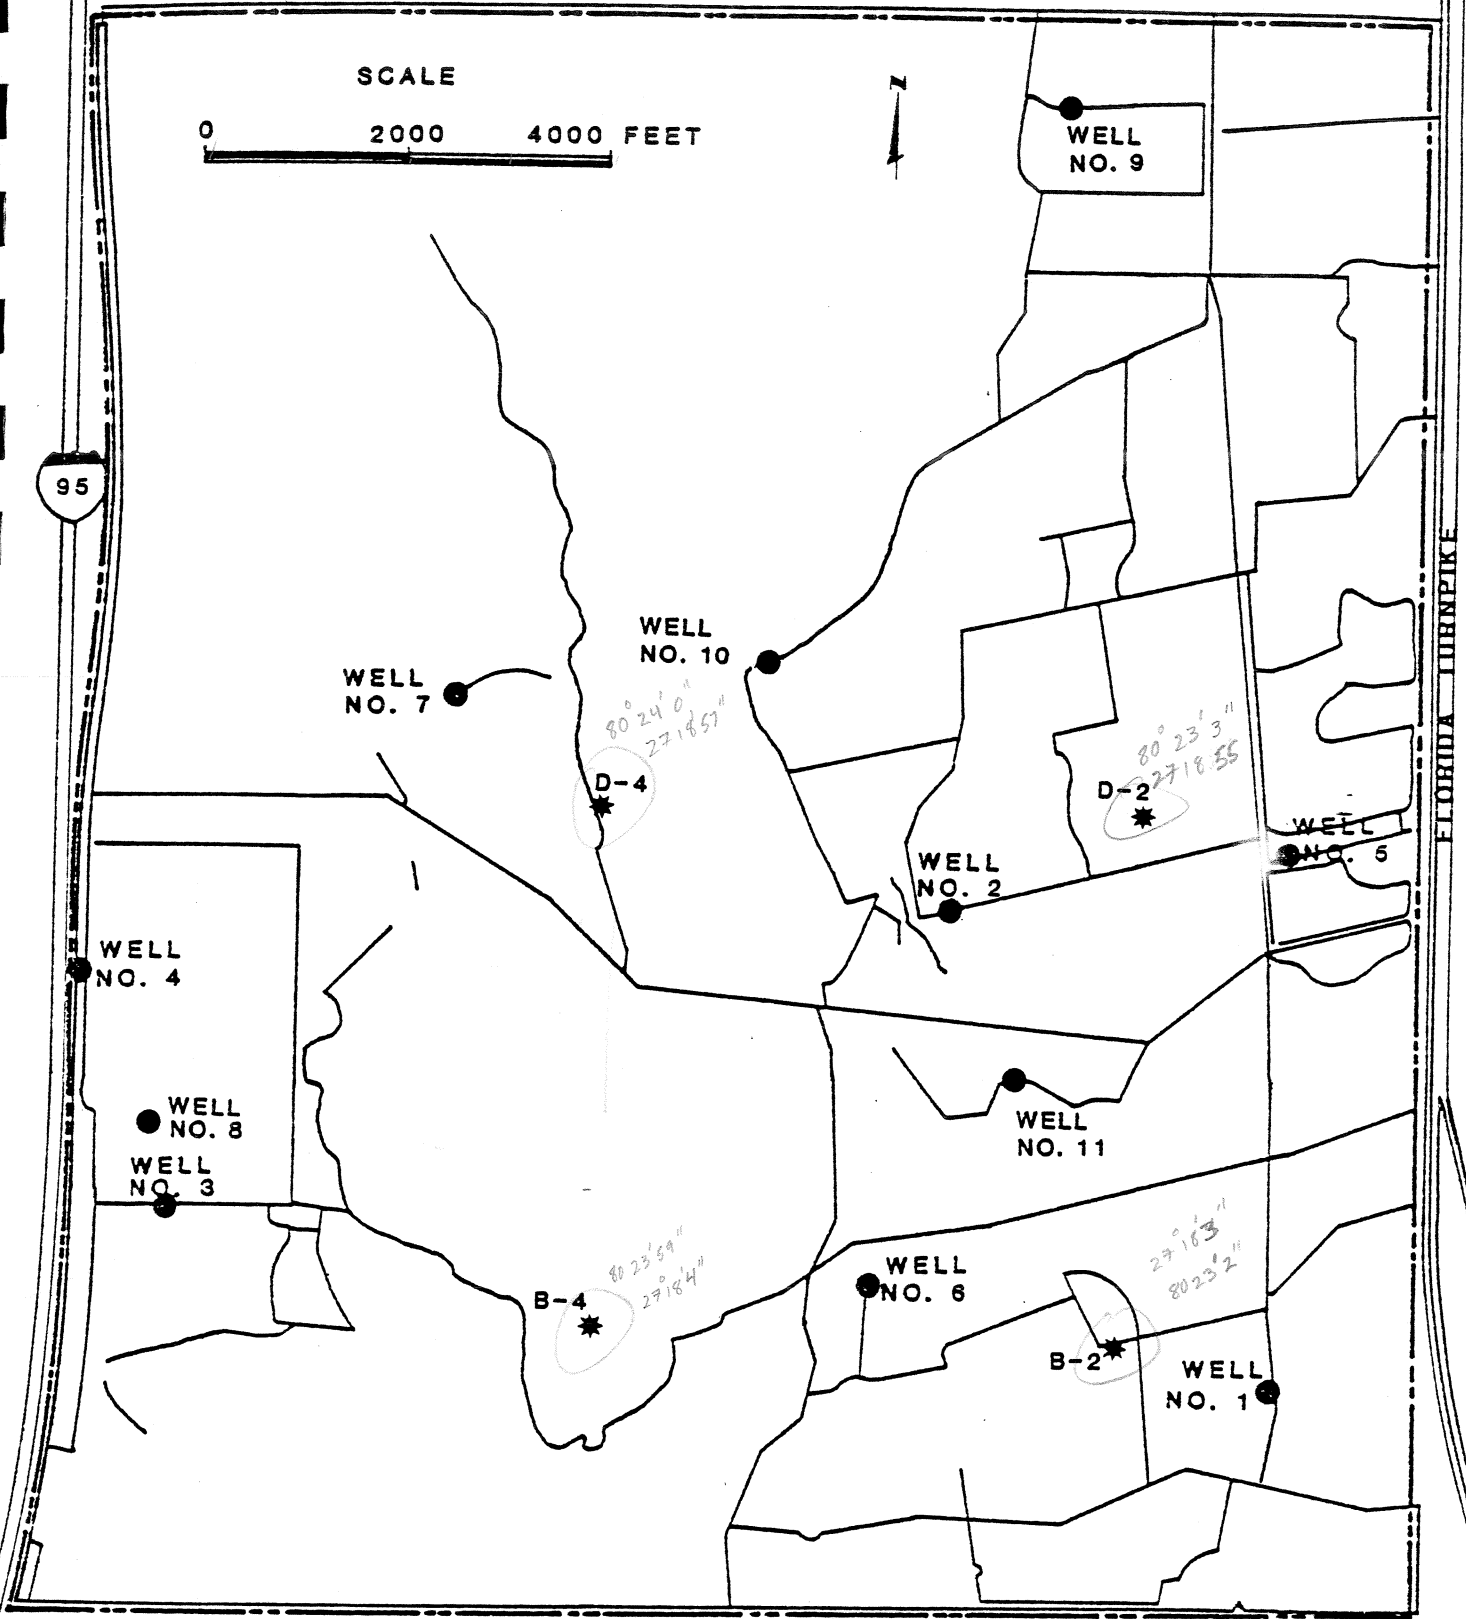 SCALE
0 2000 4000 FEET
N
WELL
NO. 9
95
FLORIDA TURNPIKE
WELL
NO. 10
WELL
NO. 7
80° 24' 0"
27 18 57"
D-4
80° 23' 3"
27 18 55
D-2
WELL
NO. 5
WELL
NO. 2
WELL
NO. 4
WELL
NO. 8
WELL
NO. 3
WELL
NO. 11
80 23' 59"
27° 18' 4"
B-4
WELL
NO. 6
27° 18' 3"
80 23' 2"
B-2
WELL
NO. 1